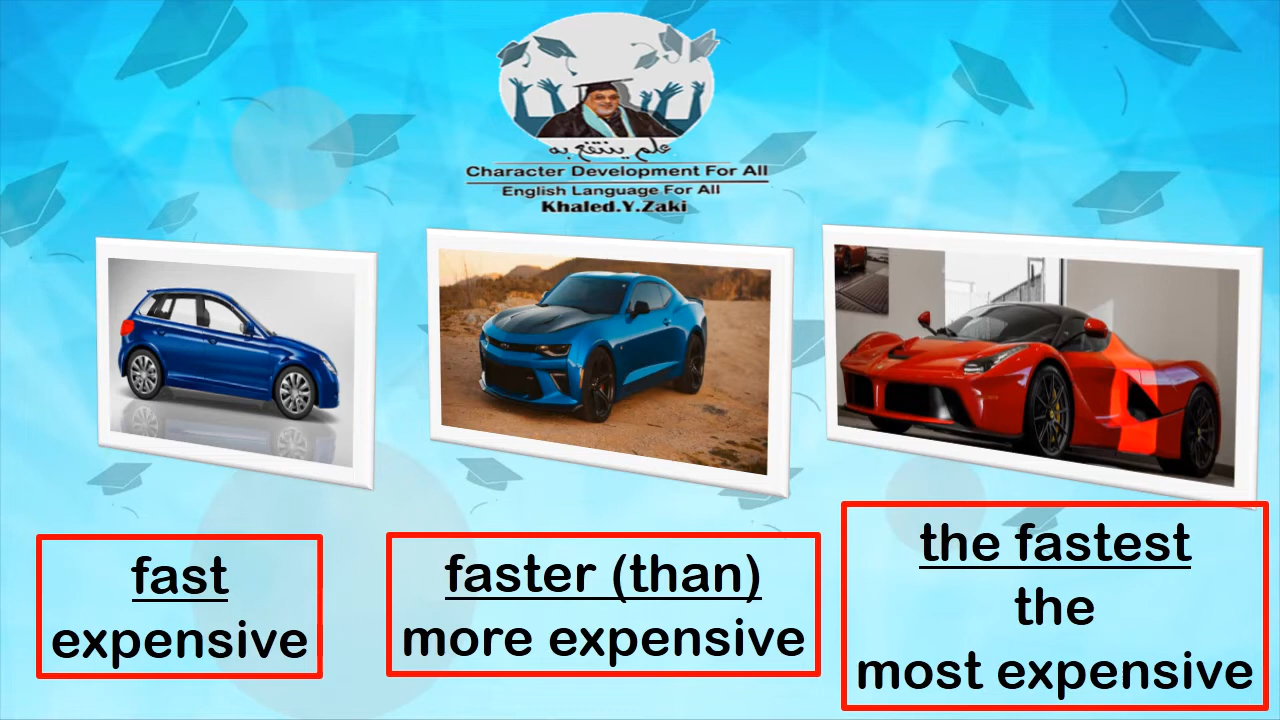 علم ينتفع به
Character Development For All
English Language For All
Khaled.Y.Zaki
fast
expensive
faster (than)
more expensive
the fastest
the
most expensive